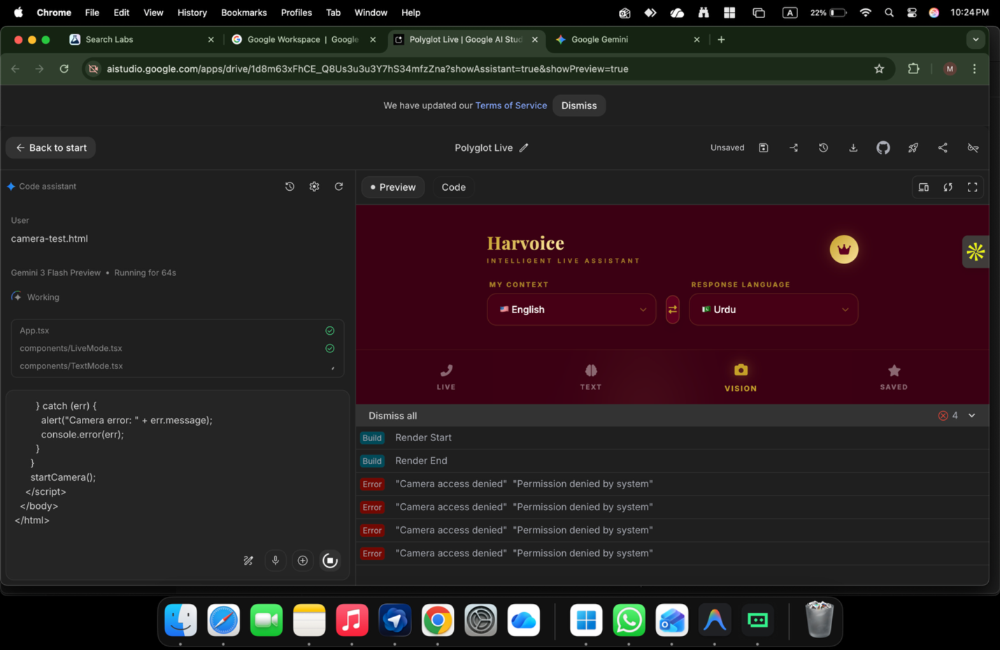 Chrome File Edit View History Bookmarks Profiles Tab Window Help
A 22% 10:24 PM
Search Labs
Google Workspace | Google
Polyglot Live | Google AI Stud
Google Gemini
aistudio.google.com/apps/drive/1d8m63xFhCE_Q8Us3u3u3Y7hS34mfzZna?showAssistant=true&showPreview=true
M
We have updated our Terms of Service Dismiss
Back to start
Polyglot Live
Unsaved
Code assistant
Preview
Code
User
camera-test.html
Gemini 3 Flash Preview • Running for 64s
Working
App.tsx
components/LiveMode.tsx
components/TextMode.tsx
} catch (err) {
alert("Camera error: " + err.message);
console.error(err);
}
}
startCamera();
</script>
</body>
</html>
Harvoice
INTELLIGENT LIVE ASSISTANT
MY CONTEXT
RESPONSE LANGUAGE
English
Urdu
LIVE
TEXT
VISION
SAVED
Dismiss all
4
Build Render Start
Build Render End
Error "Camera access denied" "Permission denied by system"
Error "Camera access denied" "Permission denied by system"
Error "Camera access denied" "Permission denied by system"
Error "Camera access denied" "Permission denied by system"